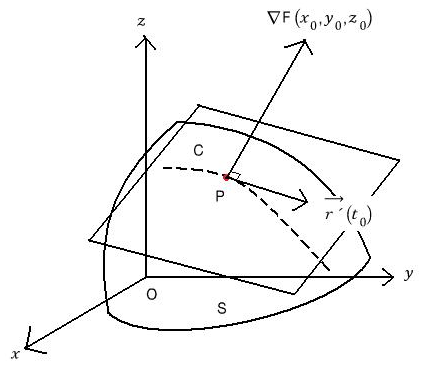 z
∇F(x₀,y₀,z₀)
C
P
r⃗´(t₀)
y
O
S
x